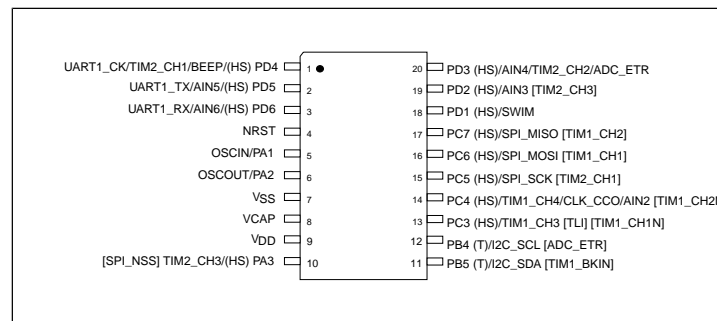 UART1_CK/TIM2_CH1/BEEP/(HS) PD4 1 20 PD3 (HS)/AIN4/TIM2_CH2/ADC_ETR
UART1_TX/AIN5/(HS) PD5 2 19 PD2 (HS)/AIN3 [TIM2_CH3]
UART1_RX/AIN6/(HS) PD6 3 18 PD1 (HS)/SWIM
NRST 4 17 PC7 (HS)/SPI_MISO [TIM1_CH2]
OSCIN/PA1 5 16 PC6 (HS)/SPI_MOSI [TIM1_CH1]
OSCOUT/PA2 6 15 PC5 (HS)/SPI_SCK [TIM2_CH1]
VSS 7 14 PC4 (HS)/TIM1_CH4/CLK_CCO/AIN2 [TIM1_CH2N
VCAP 8 13 PC3 (HS)/TIM1_CH3 [TLI] [TIM1_CH1N]
VDD 9 12 PB4 (T)/I2C_SCL [ADC_ETR]
[SPI_NSS] TIM2_CH3/(HS) PA3 10 11 PB5 (T)/I2C_SDA [TIM1_BKIN]